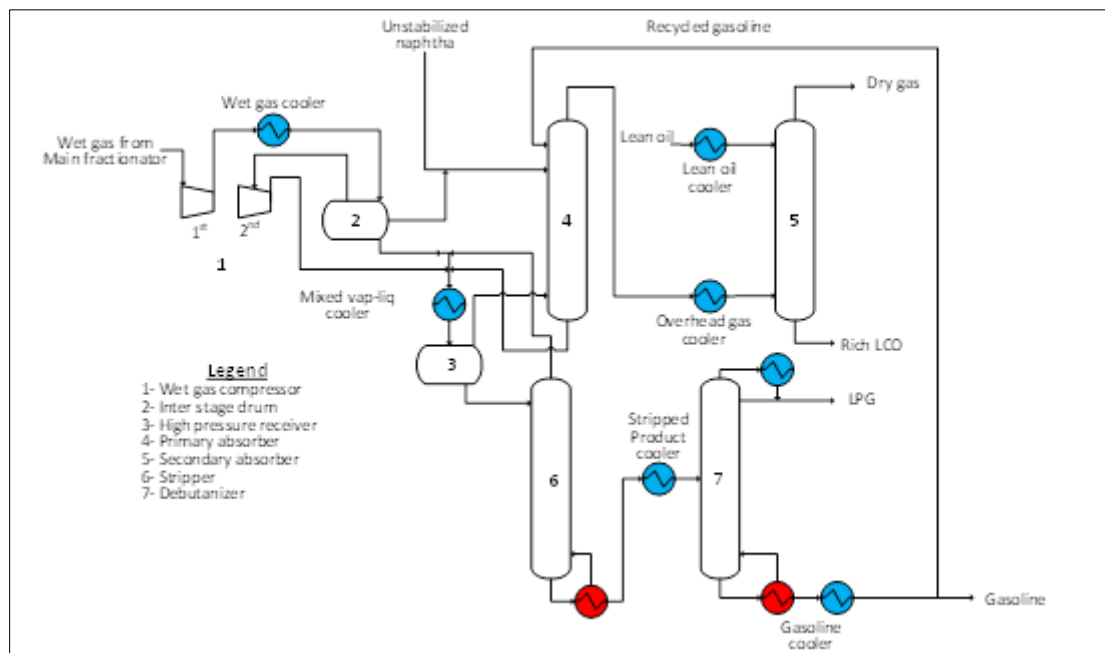 Unstabilized
naphtha
Recycled gasoline
Dry gas
Wet gas cooler
Wet gas from
Main fractionator
Lean oil
Lean oil
cooler
1st
2nd
1
2
3
4
5
6
7
Mixed vap-liq
cooler
Overhead gas
cooler
Rich LCO
LPG
Stripped
Product
cooler
Gasoline
Gasoline
cooler
Legend
1- Wet gas compressor
2- Inter stage drum
3- High pressure receiver
4- Primary absorber
5- Secondary absorber
6- Stripper
7- Debutanizer